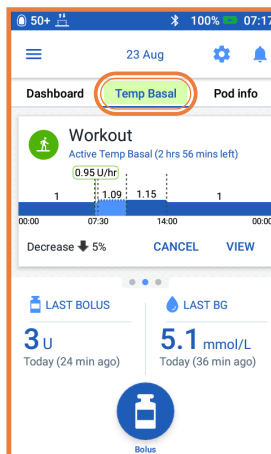 50+ 100% 07:17
23 Aug
Dashboard Temp Basal Pod info
Workout
Active Temp Basal (2 hrs 56 mins left)
0.95 U/hr
1 1.09 1.15 1
00:00 07:30 14:00 00:00
Decrease 5% CANCEL VIEW
LAST BOLUS LAST BG
3 U 5.1 mmol/L
Today (24 min ago) Today (36 min ago)
Bolus